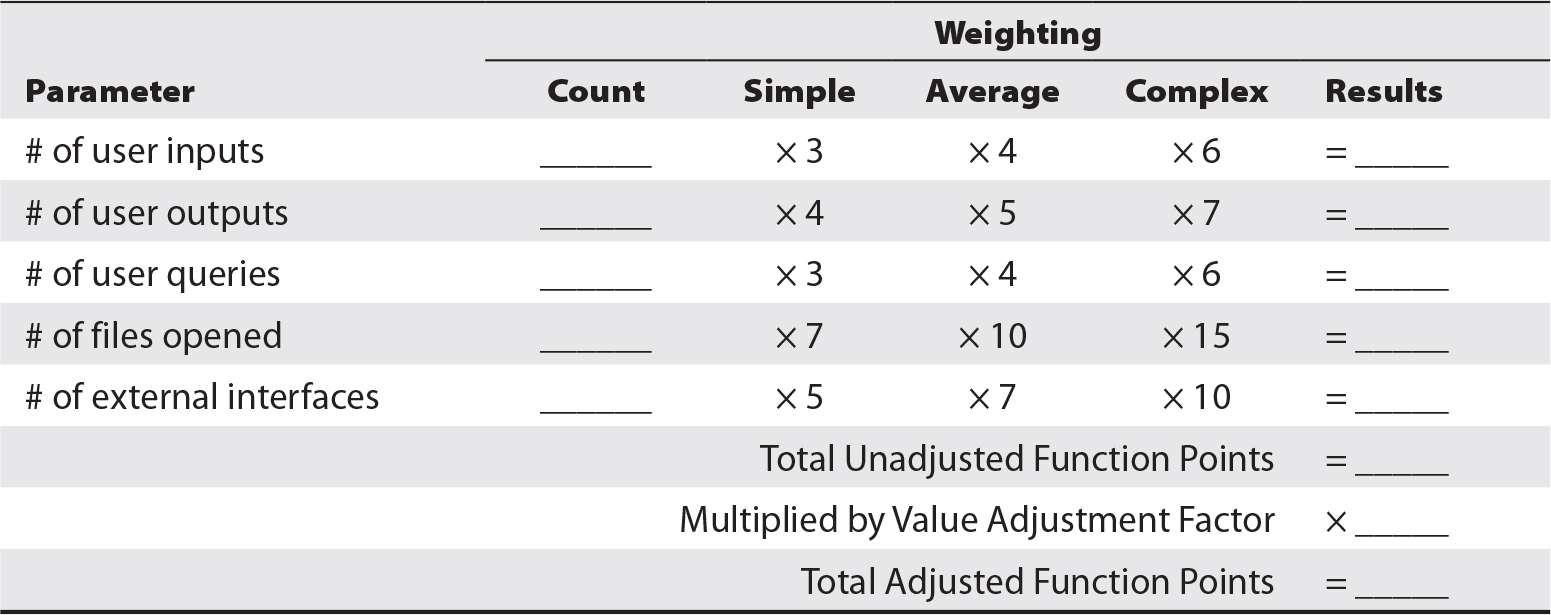 Weighting
Parameter Count Simple Average Complex Results
# of user inputs ______ × 3 × 4 × 6 = _____
# of user outputs ______ × 4 × 5 × 7 = _____
# of user queries ______ × 3 × 4 × 6 = _____
# of files opened ______ × 7 × 10 × 15 = _____
# of external interfaces ______ × 5 × 7 × 10 = _____
Total Unadjusted Function Points = _____
Multiplied by Value Adjustment Factor × _____
Total Adjusted Function Points = _____